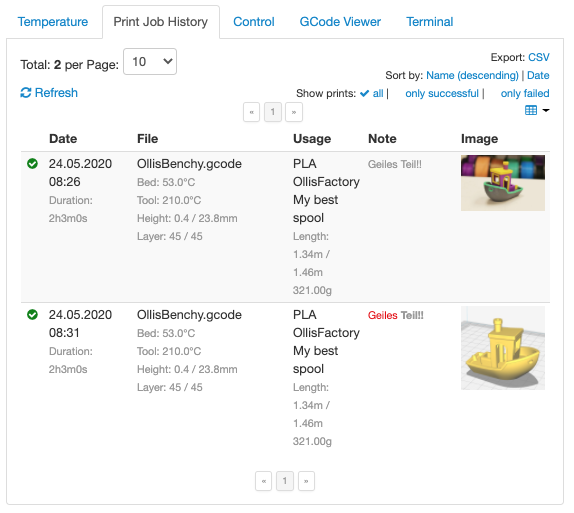 Temperature Print Job History Control GCode Viewer Terminal
Total: 2 per Page: 10
Export: CSV
Sort by: Name (descending) | Date
Refresh
Show prints: all | only successful | only failed
« 1 »
Date File Usage Note Image
24.05.2020
08:26
Duration:
2h3m0s
OllisBenchy.gcode
Bed: 53.0°C
Tool: 210.0°C
Height: 0.4 / 23.8mm
Layer: 45 / 45
PLA
OllisFactory
My best
spool
Length:
1.34m /
1.46m
321.00g
Geiles Teil!!
24.05.2020
08:31
Duration:
2h3m0s
OllisBenchy.gcode
Bed: 53.0°C
Tool: 210.0°C
Height: 0.4 / 23.8mm
Layer: 45 / 45
PLA
OllisFactory
My best
spool
Length:
1.34m /
1.46m
321.00g
Geiles Teil!!
« 1 »